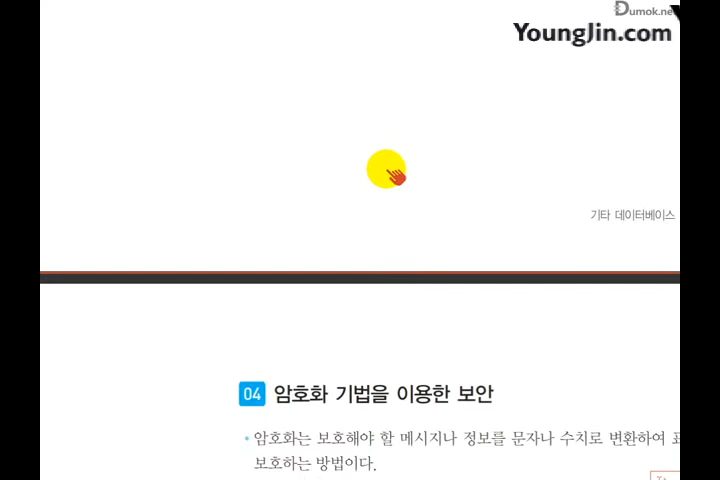 Dumok.ne
YoungJin.com
기타 데이터베이스
04 암호화 기법을 이용한 보안
• 암호화는 보호해야 할 메시지나 정보를 문자나 수치로 변환하여
보호하는 방법이다.